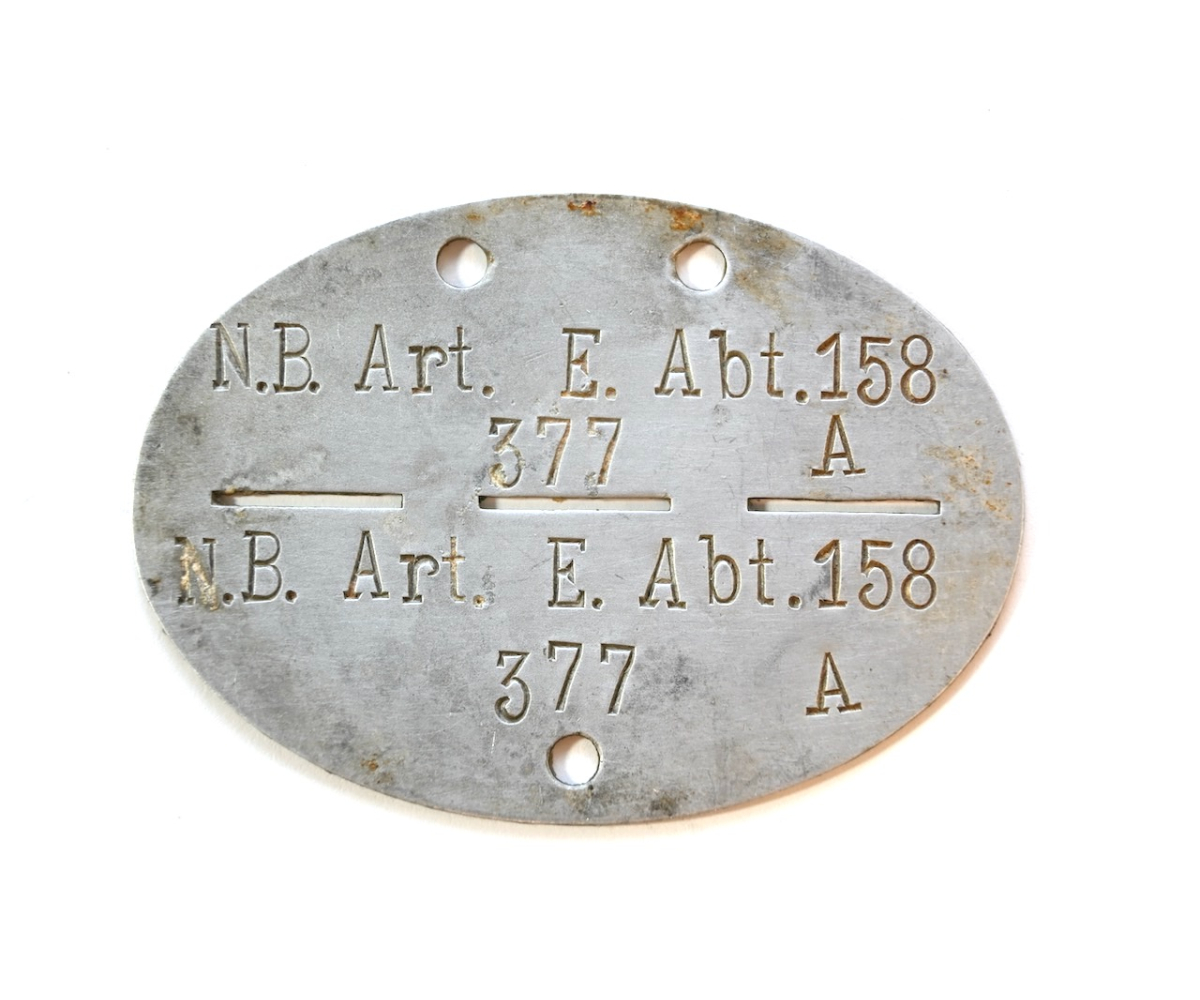 N.B. Art. E. Abt.158
377 A
N.B. Art. E. Abt.158
377 A